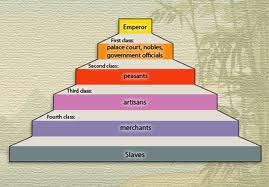 Emperor
First class:
palace court, nobles,
government officials
Second class:
peasants
Third class:
artisans
Fourth class:
merchants
Slaves